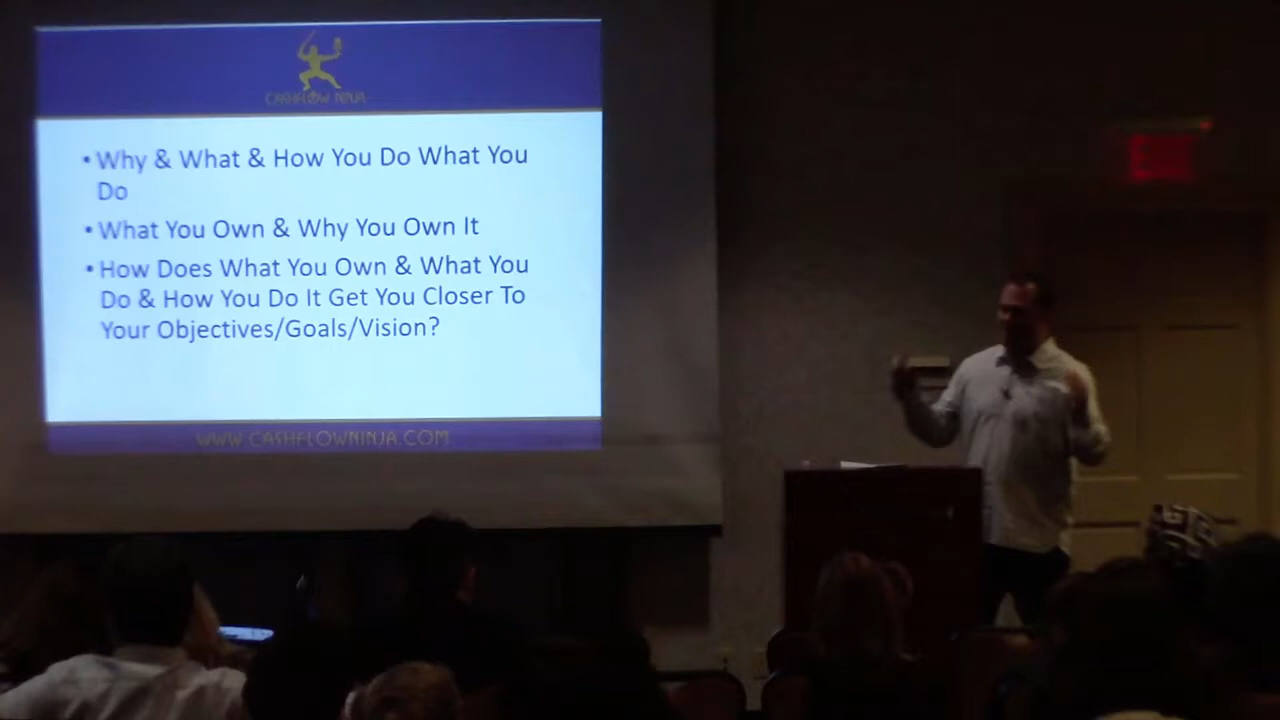 CASHFLOW NINJA
• Why & What & How You Do What You
Do
• What You Own & Why You Own It
• How Does What You Own & What You
Do & How You Do It Get You Closer To
Your Objectives/Goals/Vision?
WWW.CASHFLOWNINJA.COM